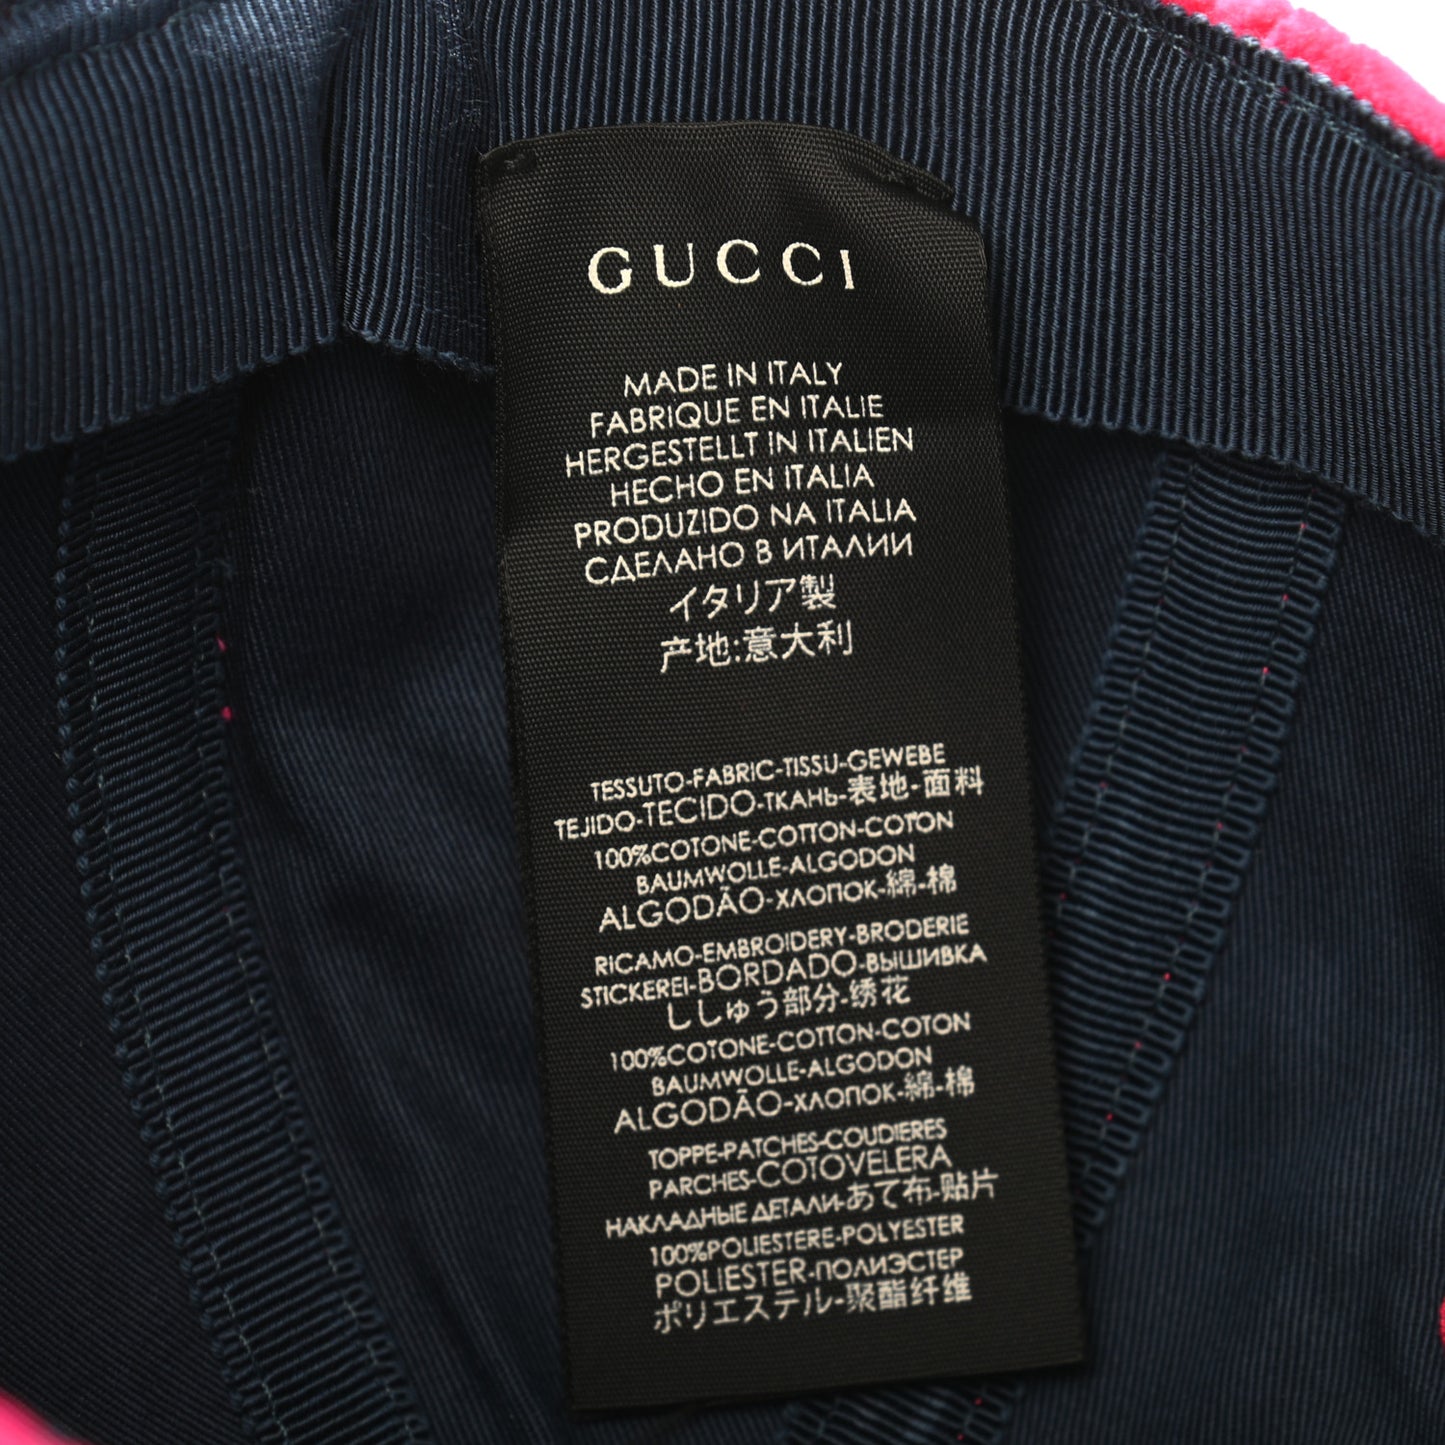 GUCCI
MADE IN ITALY
FABRIQUE EN ITALIE
HERGESTELLT IN ITALIEN
HECHO EN ITALIA
PRODUZIDO NA ITALIA
СДЕЛАНО В ИТАЛИИ
イタリア製
产地:意大利
TESSUTO-FABRIC-TISSU-GEWEBE
TEJIDO-TECIDO-ТКАНЬ-表地-面料
100%COTONE-COTTON-COTON
BAUMWOLLE-ALGODON
ALGODÃO-ХЛОПОК-綿-棉
RICAMO-EMBROIDERY-BRODERIE
STICKEREI-BORDADO-ВЫШИВКА
ししゅう部分-绣花
100%COTONE-COTTON-COTON
BAUMWOLLE-ALGODON
ALGODÃO-ХЛОПОК-綿-棉
TOPPE-PATCHES-COUDIERES
PARCHES-COTOVELERA
НАКЛАДНЫЕ ДЕТАЛИ-あて布-贴片
100%POLIESTERE-POLYESTER
POLIESTER-ПОЛИЭСТЕР
ポリエステル-聚酯纤维